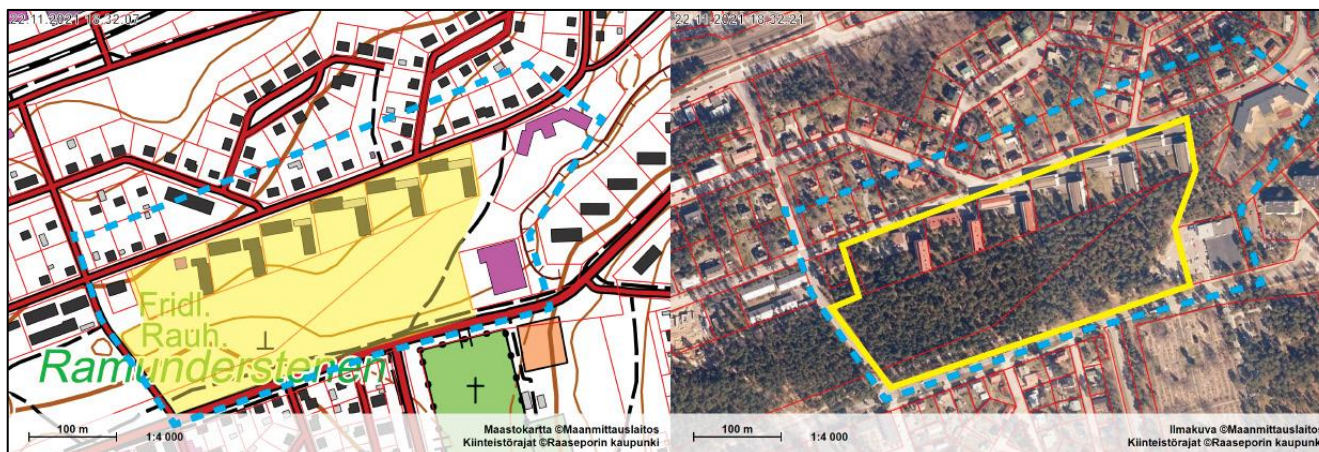 22.11.2021 18.32.07
Fridl.
Rauh.
Ramunderstenen
100 m
1:4 000
Maastokartta ©Maanmittauslaitos
Kiinteistörajat ©Raaseporin kaupunki
22.11.2021 18.32.21
100 m
1:4 000
Ilmakuva ©Maanmittauslaitos
Kiinteistörajat ©Raaseporin kaupunki